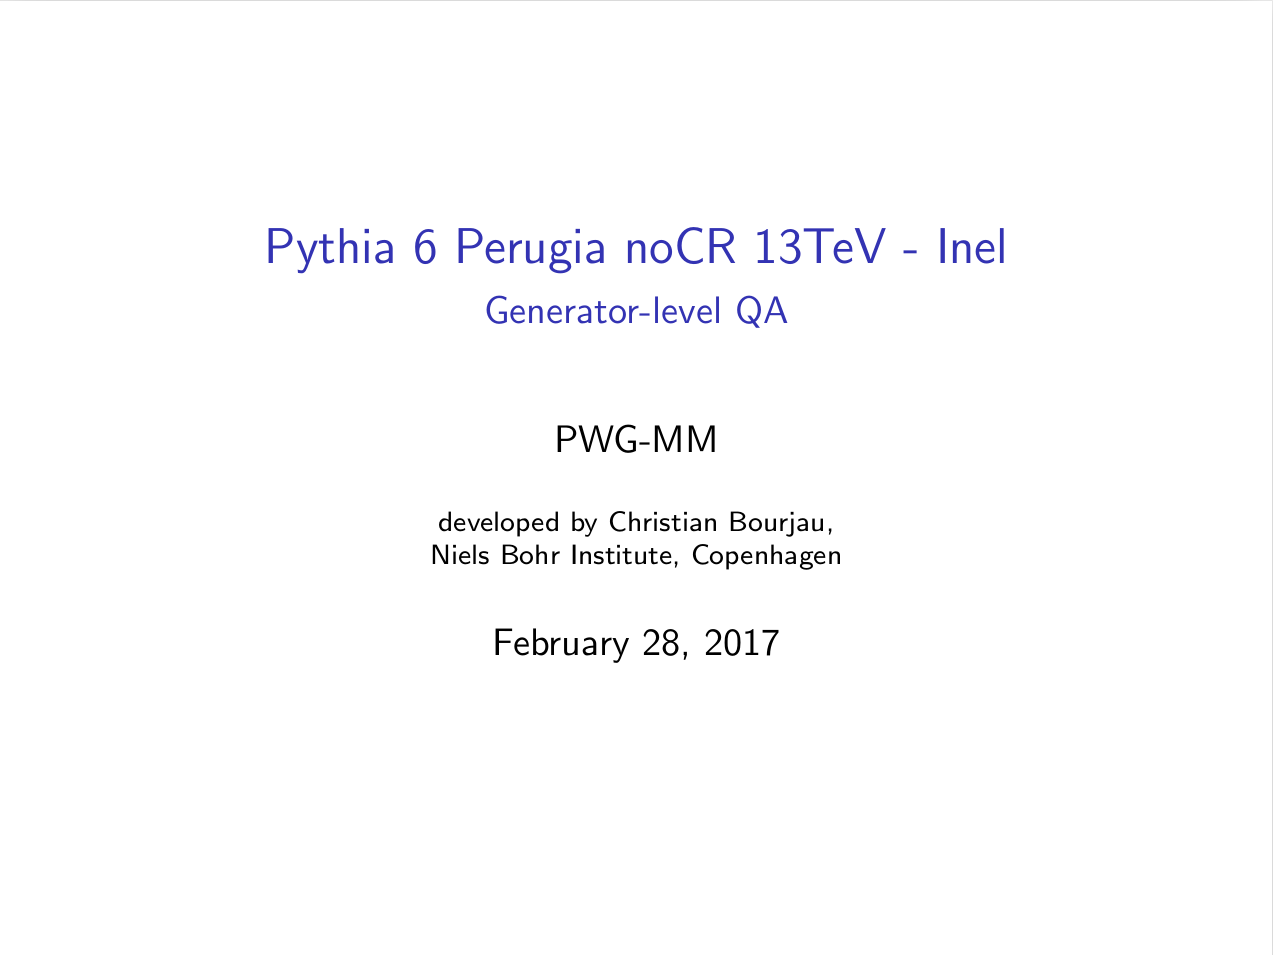 Pythia 6 Perugia noCR 13TeV - Inel
Generator-level QA
PWG-MM
developed by Christian Bourjau,
Niels Bohr Institute, Copenhagen
February 28, 2017